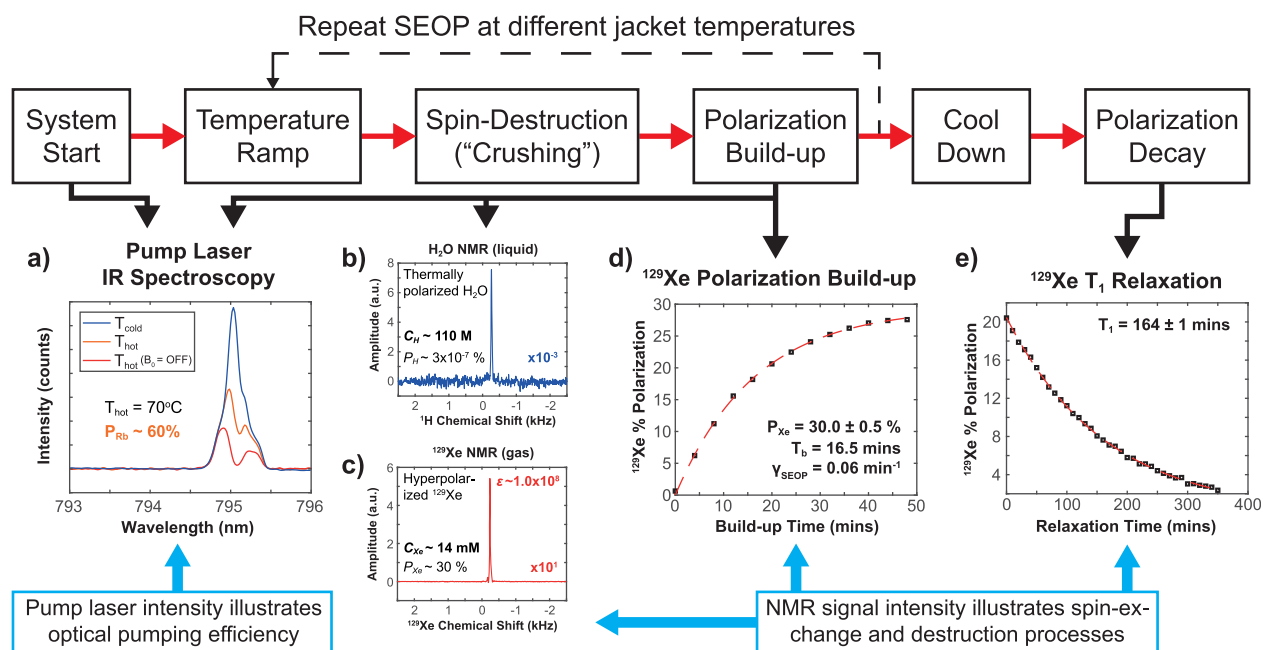 Repeat SEOP at different jacket temperatures
System
Start
Temperature
Ramp
Spin-Destruction
(“Crushing”)
Polarization
Build-up
Cool
Down
Polarization
Decay
a)
Pump Laser
IR Spectroscopy
Intensity (counts)
T_cold
T_hot
T_hot (B₀ = OFF)
T_hot = 70°C
P_Rb ~ 60%
793
794
795
796
Wavelength (nm)
b)
H₂O NMR (liquid)
Amplitude (a.u.)
8
6
4
2
0
Thermally
polarized H₂O
C_H ~ 110 M
P_H ~ 3x10⁻⁷ %
x10⁻³
2
1
0
-1
-2
¹H Chemical Shift (kHz)
c)
¹²⁹Xe NMR (gas)
Amplitude (a.u.)
6
4
2
0
Hyperpolar-
ized ¹²⁹Xe
ε~1.0x10⁸
C_Xe ~ 14 mM
P_Xe ~ 30 %
x10¹
2
1
0
-1
-2
¹²⁹Xe Chemical Shift (kHz)
d)
¹²⁹Xe Polarization Build-up
¹²⁹Xe % Polarization
30
25
20
15
10
5
0
P_Xe = 30.0 ± 0.5 %
T_b = 16.5 mins
γ_SEOP = 0.06 min⁻¹
0
10
20
30
40
50
Build-up Time (mins)
e)
¹²⁹Xe T₁ Relaxation
¹²⁹Xe % Polarization
20
16
12
8
4
T₁ = 164 ± 1 mins
0
100
200
300
400
Relaxation Time (mins)
Pump laser intensity illustrates
optical pumping efficiency
NMR signal intensity illustrates spin-ex-
change and destruction processes